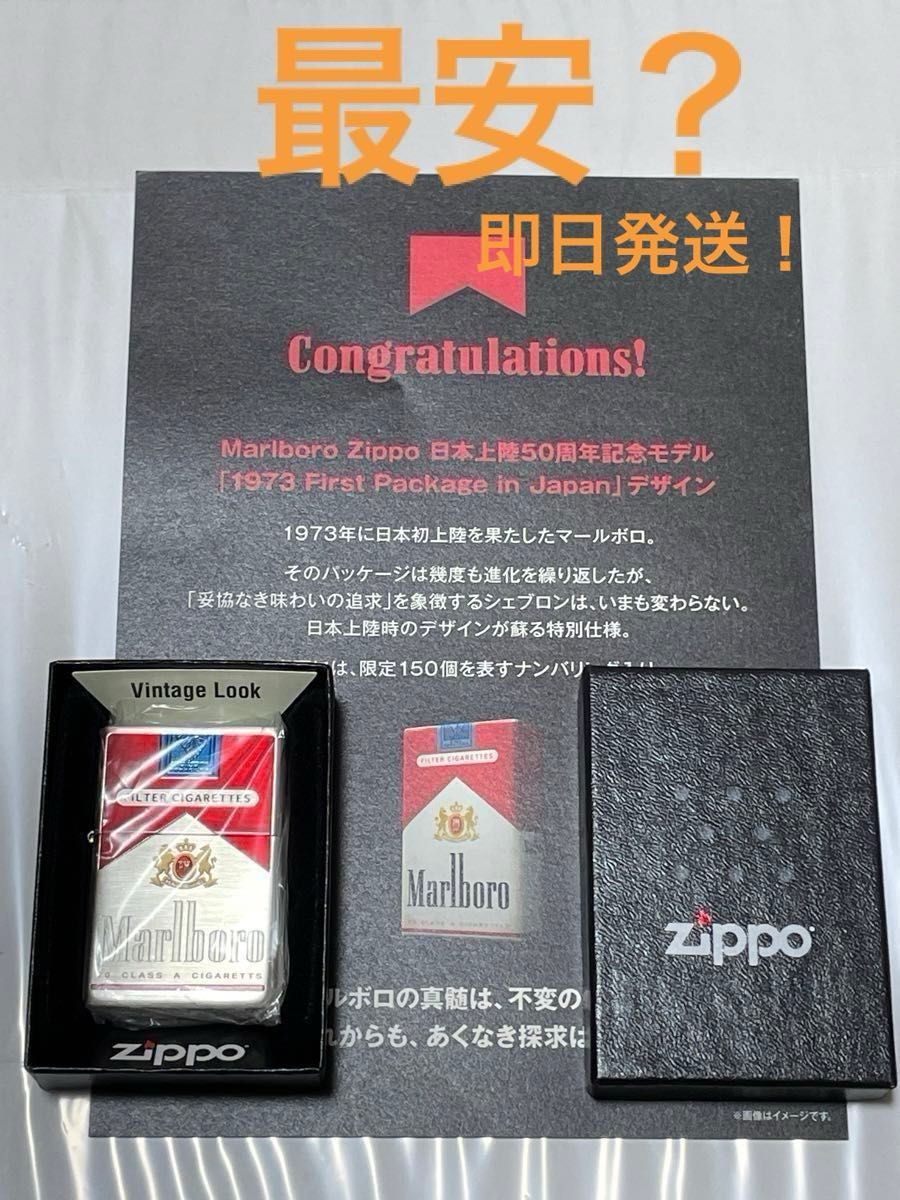 最安？
即日発送！
Congratulations!
Marlboro Zippo 日本上陸50周年記念モデル
「1973 First Package in Japan」デザイン
1973年に日本初上陸を果たしたマールボロ。
そのパッケージは幾度も進化を繰り返したが、
「妥協なき味わいの追求」を象徴するシェブロンは、いまも変わらない。
日本上陸時のデザインが蘇る特別仕様。
は、限定150個を表すナンバリング入り
Vintage Look
FILTER CIGARETTES
Marlboro
20 CLASS A CIGARETTS
zippo
FILTER CIGARETTES
Marlboro
zippo
ルボロの真髄は、不変の
れからも、あくなき探求は
※画像はイメージです。